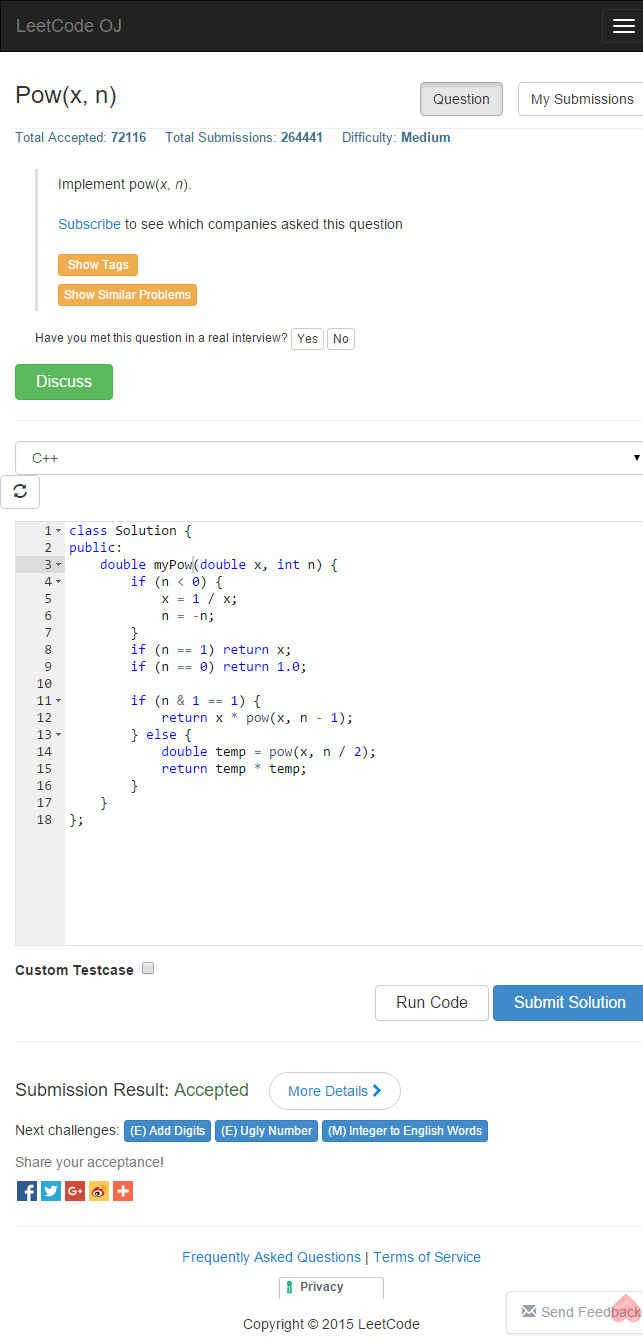 LeetCode OJ
Pow(x, n)
Question
My Submissions
Total Accepted: 72116 Total Submissions: 264441 Difficulty: Medium
Implement pow(x, n).
Subscribe to see which companies asked this question
Show Tags
Show Similar Problems
Have you met this question in a real interview? Yes No
Discuss
C++
1 class Solution {
2 public:
3     double myPow(double x, int n) {
4         if (n < 0) {
5             x = 1 / x;
6             n = -n;
7         }
8         if (n == 1) return x;
9         if (n == 0) return 1.0;
10
11         if (n & 1 == 1) {
12             return x * pow(x, n - 1);
13         } else {
14             double temp = pow(x, n / 2);
15             return temp * temp;
16         }
17     }
18 };
Custom Testcase
Run Code Submit Solution
Submission Result: Accepted More Details
Next challenges: (E) Add Digits (E) Ugly Number (M) Integer to English Words
Share your acceptance!
Frequently Asked Questions | Terms of Service
Privacy
Send Feedback
Copyright © 2015 LeetCode